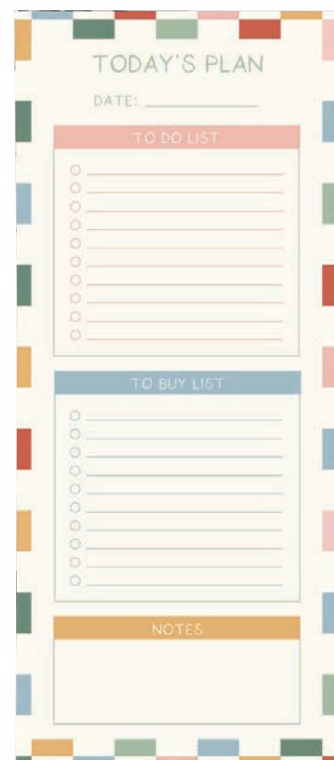 TODAY'S PLAN
DATE:
TO DO LIST
TO BUY LIST
NOTES